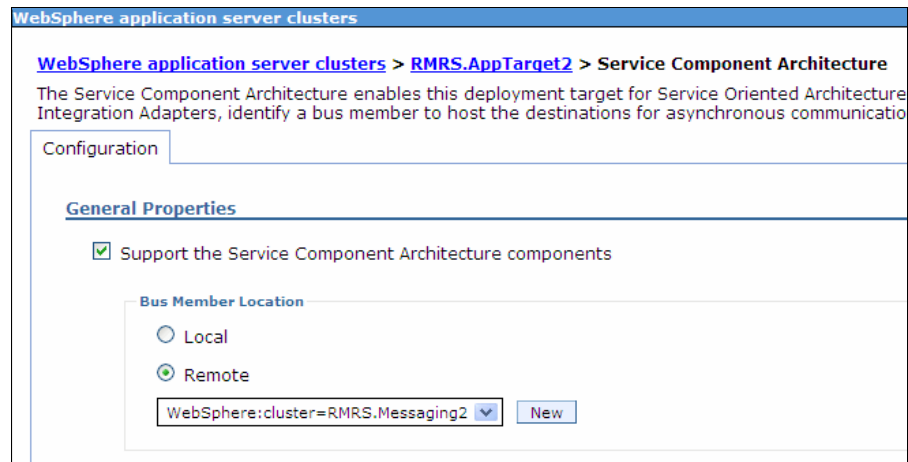 WebSphere application server clusters
WebSphere application server clusters > RMRS.AppTarget2 > Service Component Architecture
The Service Component Architecture enables this deployment target for Service Oriented Architecture
Integration Adapters, identify a bus member to host the destinations for asynchronous communicatio
Configuration
General Properties
Support the Service Component Architecture components
Bus Member Location
Local
Remote
WebSphere:cluster=RMRS.Messaging2 New